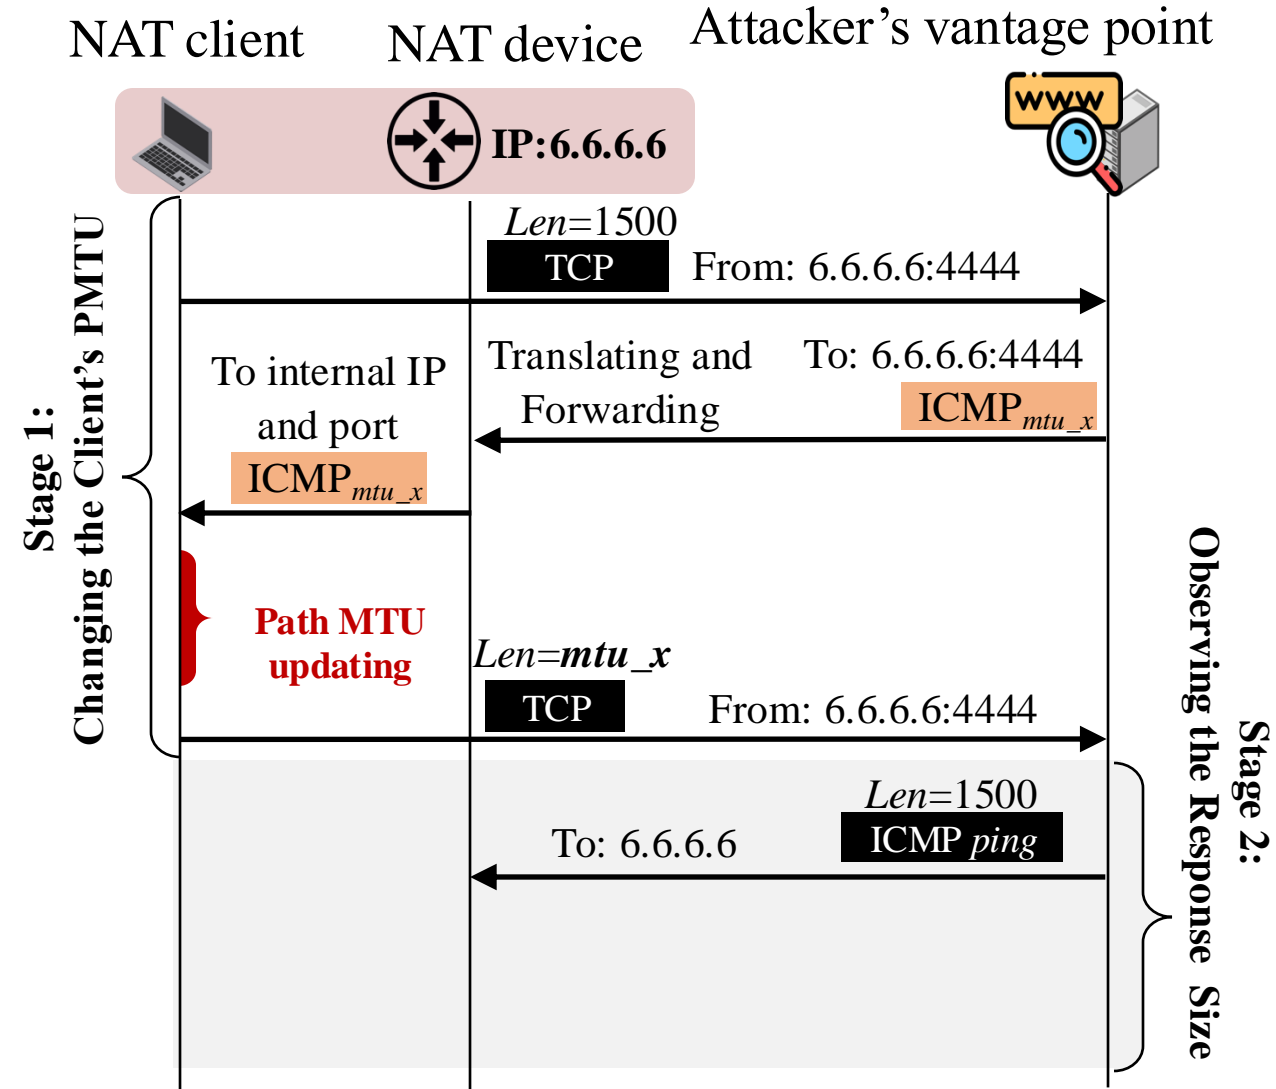 NAT client
NAT device
Attacker's vantage point
www
IP:6.6.6.6
Stage 1:
Changing the Client's PMTU
Len=1500
TCP
From: 6.6.6.6:4444
To internal IP
and port
ICMPmtu_x
Translating and
Forwarding
To: 6.6.6.6:4444
ICMPmtu_x
Path MTU
updating
Len=mtu_x
TCP
From: 6.6.6.6:4444
Stage 2:
Observing the Response Size
Len=1500
ICMP ping
To: 6.6.6.6